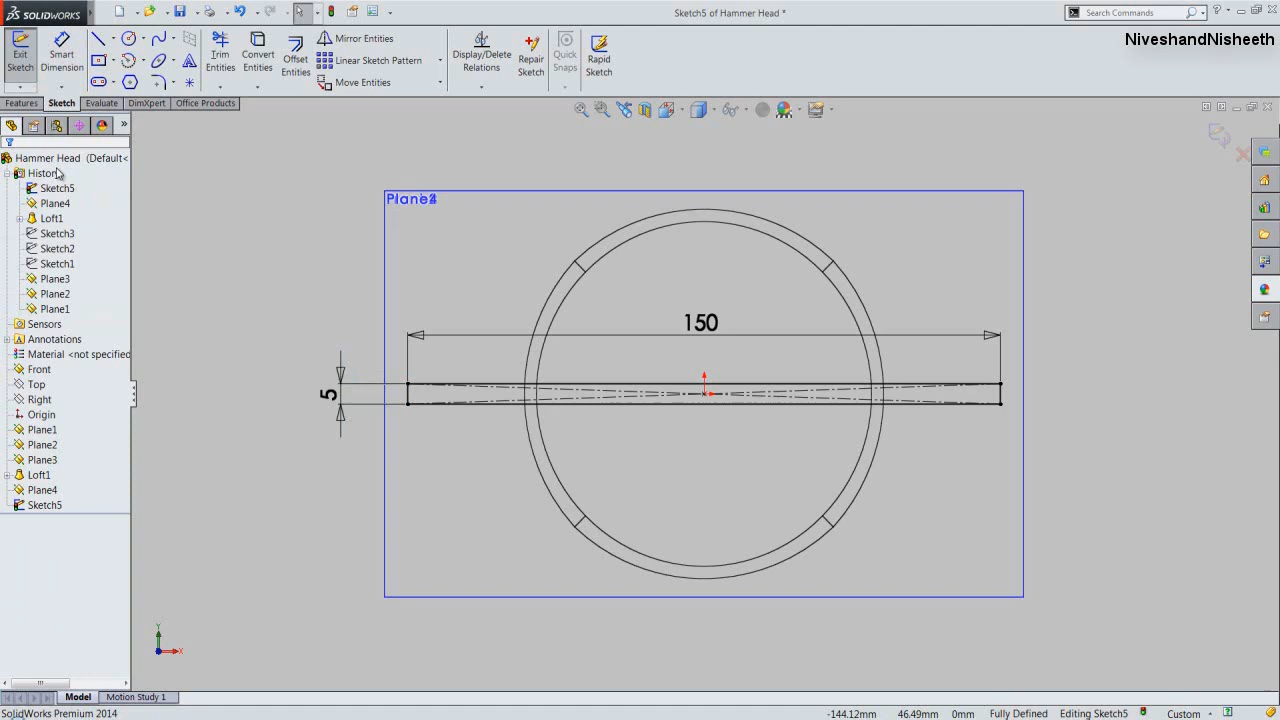 SOLIDWORKS
Sketch5 of Hammer Head *
Search Commands
?
NiveshandNisheeth
Exit Sketch
Smart Dimension
Trim Entities
Convert Entities
Offset Entities
Mirror Entities
Linear Sketch Pattern
Move Entities
Display/Delete Relations
Repair Sketch
Quick Snaps
Rapid Sketch
Features
Sketch
Evaluate
DimXpert
Office Products
»
Hammer Head (Default<
History
Sketch5
Plane4
Loft1
Sketch3
Sketch2
Sketch1
Plane3
Plane2
Plane1
Sensors
Annotations
Material <not specified
Front
Top
Right
Origin
Plane1
Plane2
Plane3
Loft1
Plane4
Sketch5
150
5
Y
X
Model
Motion Study 1
SolidWorks Premium 2014
-144.12mm
46.49mm
0mm
Fully Defined
Editing Sketch5
Custom